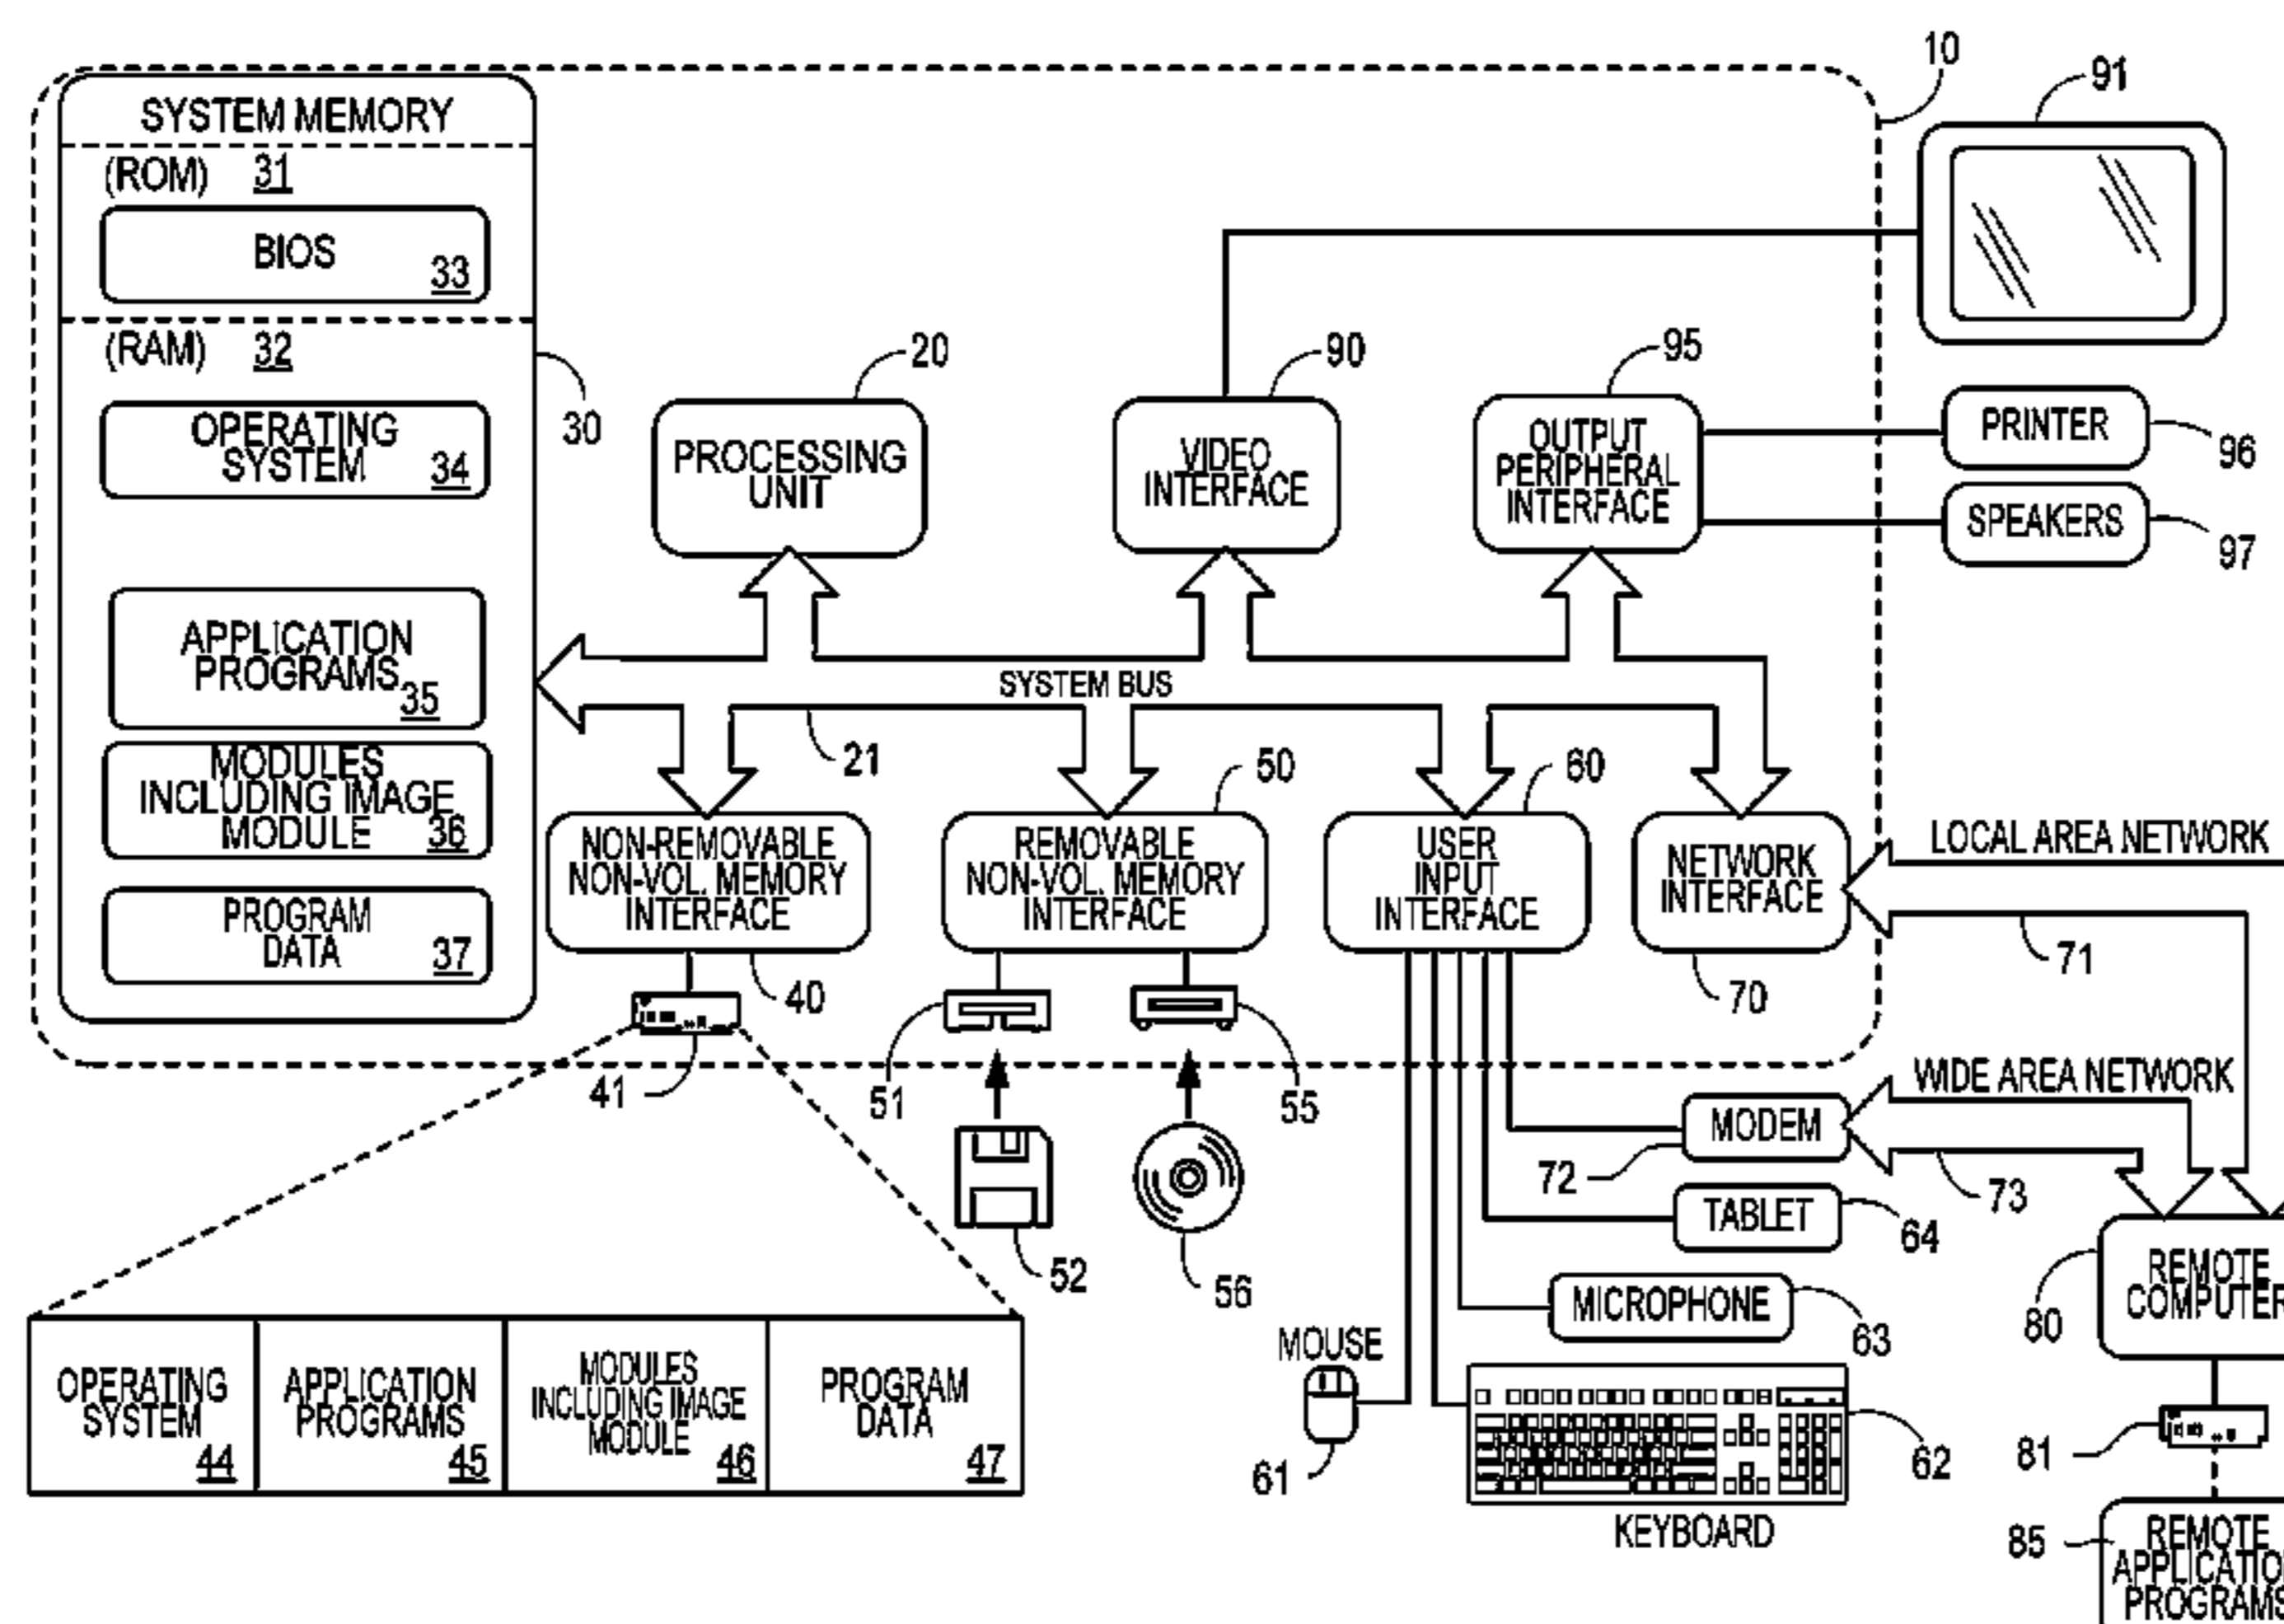 10
91
SYSTEM MEMORY
(ROM) 31
BIOS
33
(RAM) 32
30
OPERATING
SYSTEM
34
APPLICATION
PROGRAMS
35
MODULES
INCLUDING IMAGE
MODULE
36
PROGRAM
DATA
37
20
PROCESSING
UNIT
90
VIDEO
INTERFACE
95
OUTPUT
PERIPHERAL
INTERFACE
PRINTER
96
SPEAKERS
97
SYSTEM BUS
21
NON-REMOVABLE
NON-VOL. MEMORY
INTERFACE
40
41
50
REMOVABLE
NON-VOL. MEMORY
INTERFACE
51
55
52
56
60
USER
INPUT
INTERFACE
NETWORK
INTERFACE
70
LOCAL AREA NETWORK
71
WIDE AREA NETWORK
73
MODEM
72
TABLET
64
MICROPHONE
63
MOUSE
61
62
KEYBOARD
REMOTE
COMPUTER
80
81
85
REMOTE
APPLICATION
PROGRAMS
OPERATING
SYSTEM
44
APPLICATION
PROGRAMS
45
MODULES
INCLUDING IMAGE
MODULE
46
PROGRAM
DATA
47